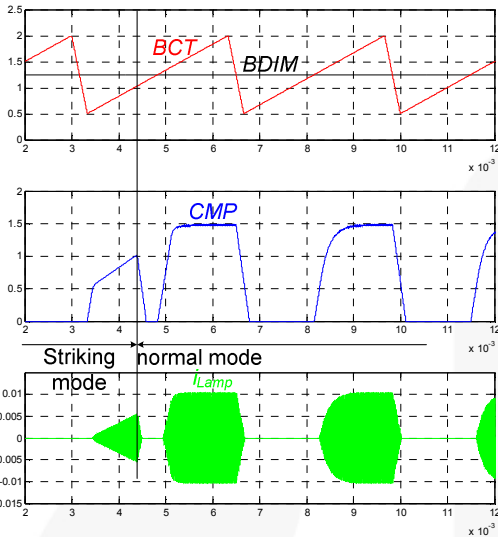 2.5
2
1.5
1
0.5
0
BCT
BDIM
2 3 4 5 6 7 8 9 10 11 12
x 10⁻³
2
1.5
1
0.5
0
CMP
2 3 4 5 6 7 8 9 10 11 12
x 10⁻³
Striking normal mode
mode
iLamp
0.01
0.005
0
-0.005
-0.01
0.015
2 3 4 5 6 7 8 9 10 11 12
x 10⁻³